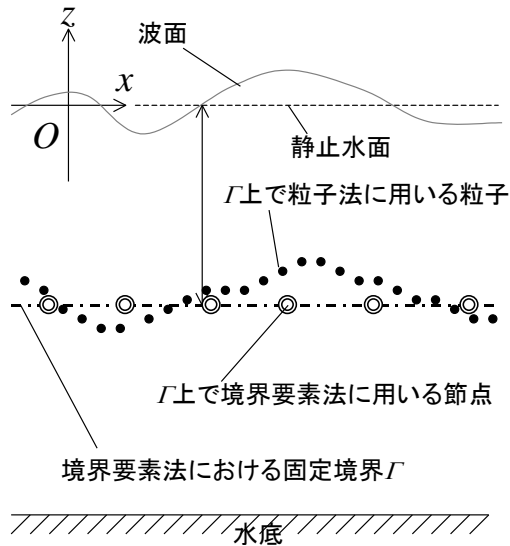 z
波面
x
O
静止水面
Γ上で粒子法に用いる粒子
Γ上で境界要素法に用いる節点
境界要素法における固定境界Γ
水底